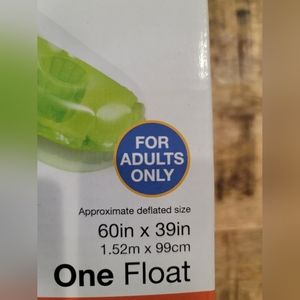 FOR
ADULTS
ONLY
Approximate deflated size
60in x 39in
1.52m x 99cm
One Float